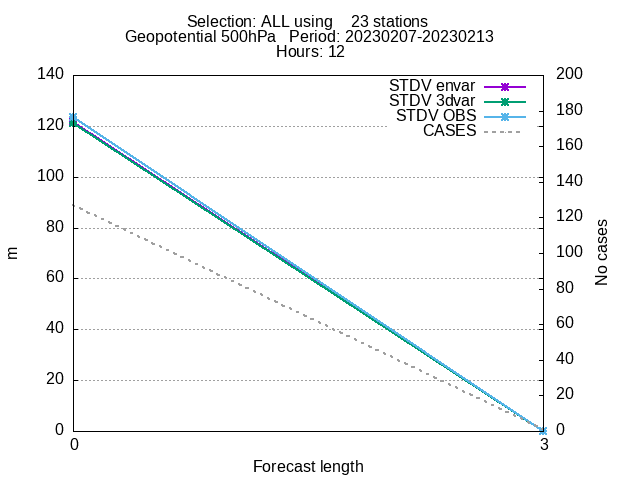 Selection: ALL using    23 stations
Geopotential 500hPa   Period: 20230207-20230213
Hours: 12
140
120
100
80
60
40
20
0
m
200
180
160
140
120
100
80
60
40
20
0
No cases
STDV envar
STDV 3dvar
STDV OBS
CASES
0
3
Forecast length